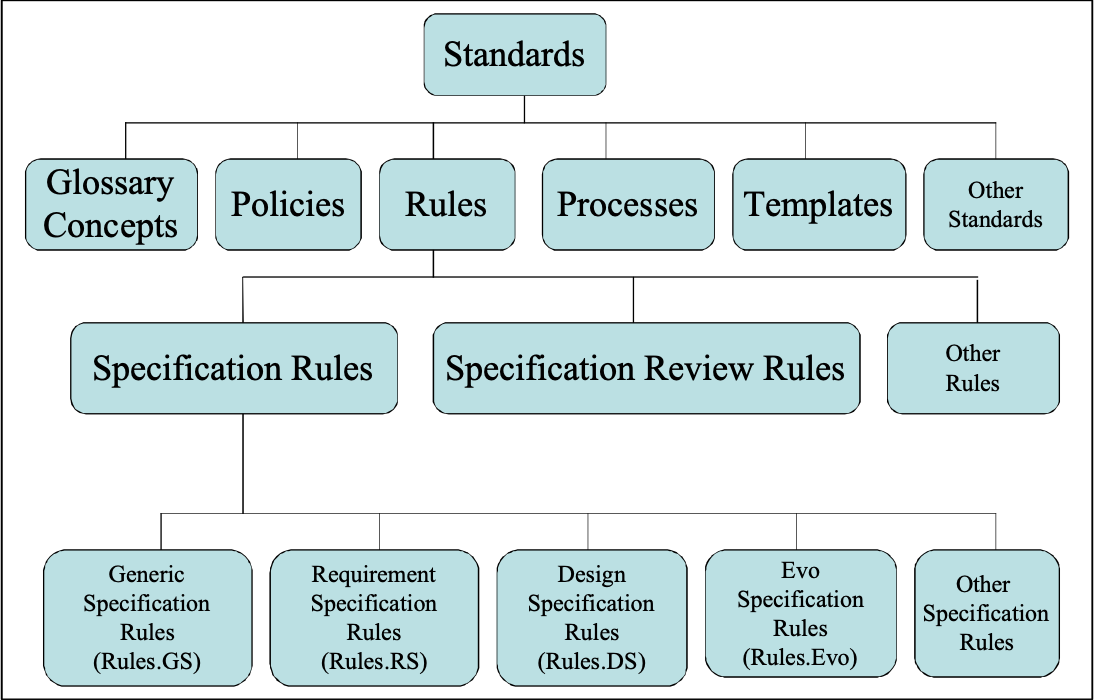 Standards
Glossary
Concepts
Policies
Rules
Processes
Templates
Other
Standards
Specification Rules
Specification Review Rules
Other
Rules
Generic
Specification
Rules
(Rules.GS)
Requirement
Specification
Rules
(Rules.RS)
Design
Specification
Rules
(Rules.DS)
Evo
Specification
Rules
(Rules.Evo)
Other
Specification
Rules